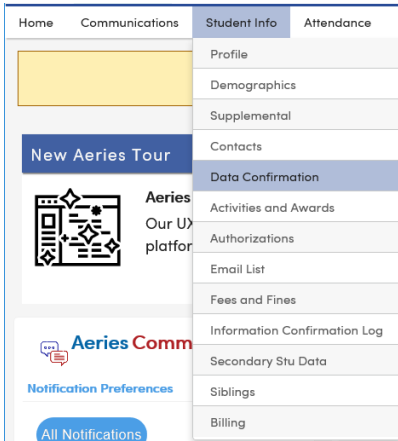 Home Communications Student Info Attendance
Profile
Demographics
Supplemental
Contacts
Data Confirmation
Activities and Awards
Authorizations
Email List
Fees and Fines
Information Confirmation Log
Secondary Stu Data
Siblings
Billing
New Aeries Tour
Aeries
Our
platfor
Aeries Comm
Notification Preferences
All Notifications